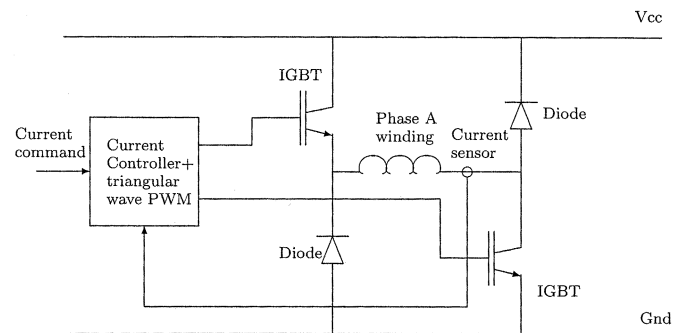 Vcc
IGBT
Diode
Phase A
winding
Current
sensor
Current
command
Current
Controller+
triangular
wave PWM
Diode
IGBT
Gnd